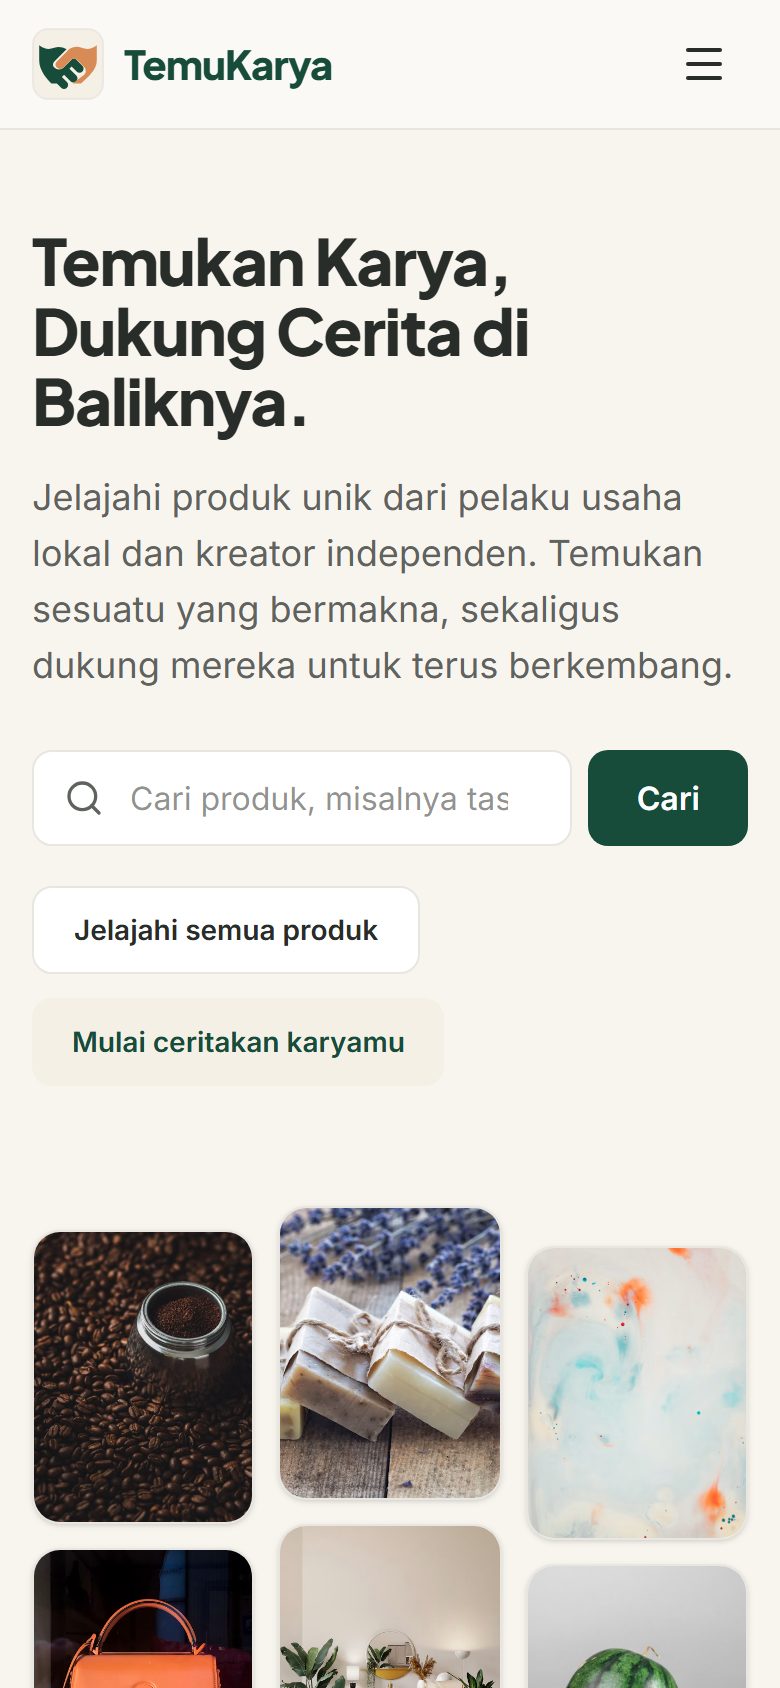 TemuKarya
Temukan Karya,
Dukung Cerita di
Baliknya.
Jelajahi produk unik dari pelaku usaha
lokal dan kreator independen. Temukan
sesuatu yang bermakna, sekaligus
dukung mereka untuk terus berkembang.
Cari produk, misalnya tas
Cari
Jelajahi semua produk
Mulai ceritakan karyamu